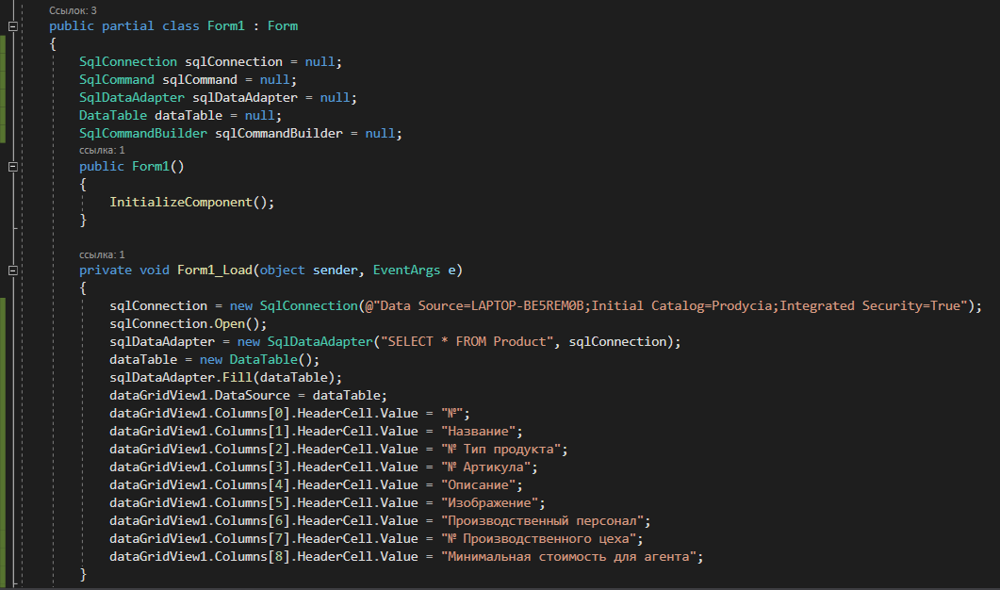 Ссылок: 3
public partial class Form1 : Form
{
SqlConnection sqlConnection = null;
SqlCommand sqlCommand = null;
SqlDataAdapter sqlDataAdapter = null;
DataTable dataTable = null;
SqlCommandBuilder sqlCommandBuilder = null;
ссылка: 1
public Form1()
{
InitializeComponent();
}
ссылка: 1
private void Form1_Load(object sender, EventArgs e)
{
sqlConnection = new SqlConnection(@"Data Source=LAPTOP-BE5REM0B;Initial Catalog=Prodycia;Integrated Security=True");
sqlConnection.Open();
sqlDataAdapter = new SqlDataAdapter("SELECT * FROM Product", sqlConnection);
dataTable = new DataTable();
sqlDataAdapter.Fill(dataTable);
dataGridView1.DataSource = dataTable;
dataGridView1.Columns[0].HeaderCell.Value = "№";
dataGridView1.Columns[1].HeaderCell.Value = "Название";
dataGridView1.Columns[2].HeaderCell.Value = "№ Тип продукта";
dataGridView1.Columns[3].HeaderCell.Value = "№ Артикула";
dataGridView1.Columns[4].HeaderCell.Value = "Описание";
dataGridView1.Columns[5].HeaderCell.Value = "Изображение";
dataGridView1.Columns[6].HeaderCell.Value = "Производственный персонал";
dataGridView1.Columns[7].HeaderCell.Value = "№ Производственного цеха";
dataGridView1.Columns[8].HeaderCell.Value = "Минимальная стоимость для агента";
}